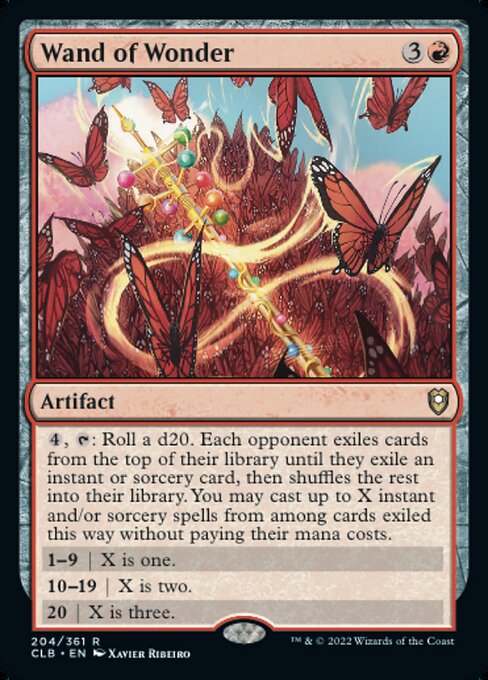 Wand of Wonder 3
Artifact
4, : Roll a d20. Each opponent exiles cards
from the top of their library until they exile an
instant or sorcery card, then shuffles the rest
into their library. You may cast up to X instant
and/or sorcery spells from among cards exiled
this way without paying their mana costs.
1–9 | X is one.
10–19 | X is two.
20 | X is three.
204/361 R
CLB • EN Xavier Ribeiro
™ & © 2022 Wizards of the Coast